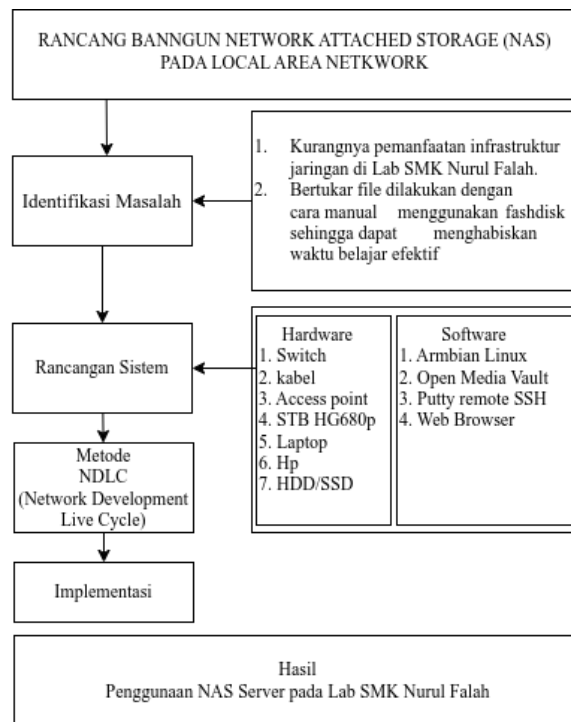 RANCANG BANNGUN NETWORK ATTACHED STORAGE (NAS)
PADA LOCAL AREA NETKWORK
Identifikasi Masalah
1. Kurangnya pemanfaatan infrastruktur
jaringan di Lab SMK Nurul Falah.
2. Bertukar file dilakukan dengan
cara manual menggunakan fashdisk
sehingga dapat menghabiskan
waktu belajar efektif
Rancangan Sistem
Hardware
1. Switch
2. kabel
3. Access point
4. STB HG680p
5. Laptop
6. Hp
7. HDD/SSD
Software
1. Armbian Linux
2. Open Media Vault
3. Putty remote SSH
4. Web Browser
Metode
NDLC
(Network Development
Live Cycle)
Implementasi
Hasil
Penggunaan NAS Server pada Lab SMK Nurul Falah